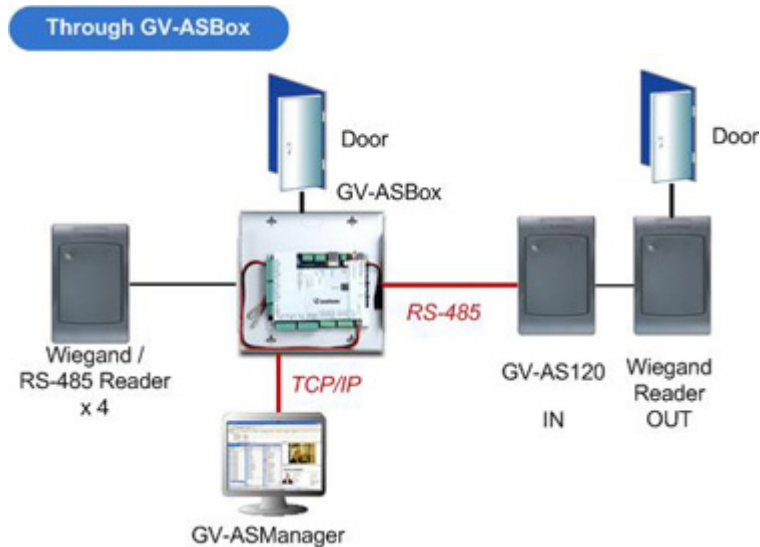 Through GV-ASBox
Door
Door
GV-ASBox
RS-485
Wiegand /
RS-485 Reader
x 4
TCP/IP
GV-AS120
IN
Wiegand
Reader
OUT
GV-ASManager